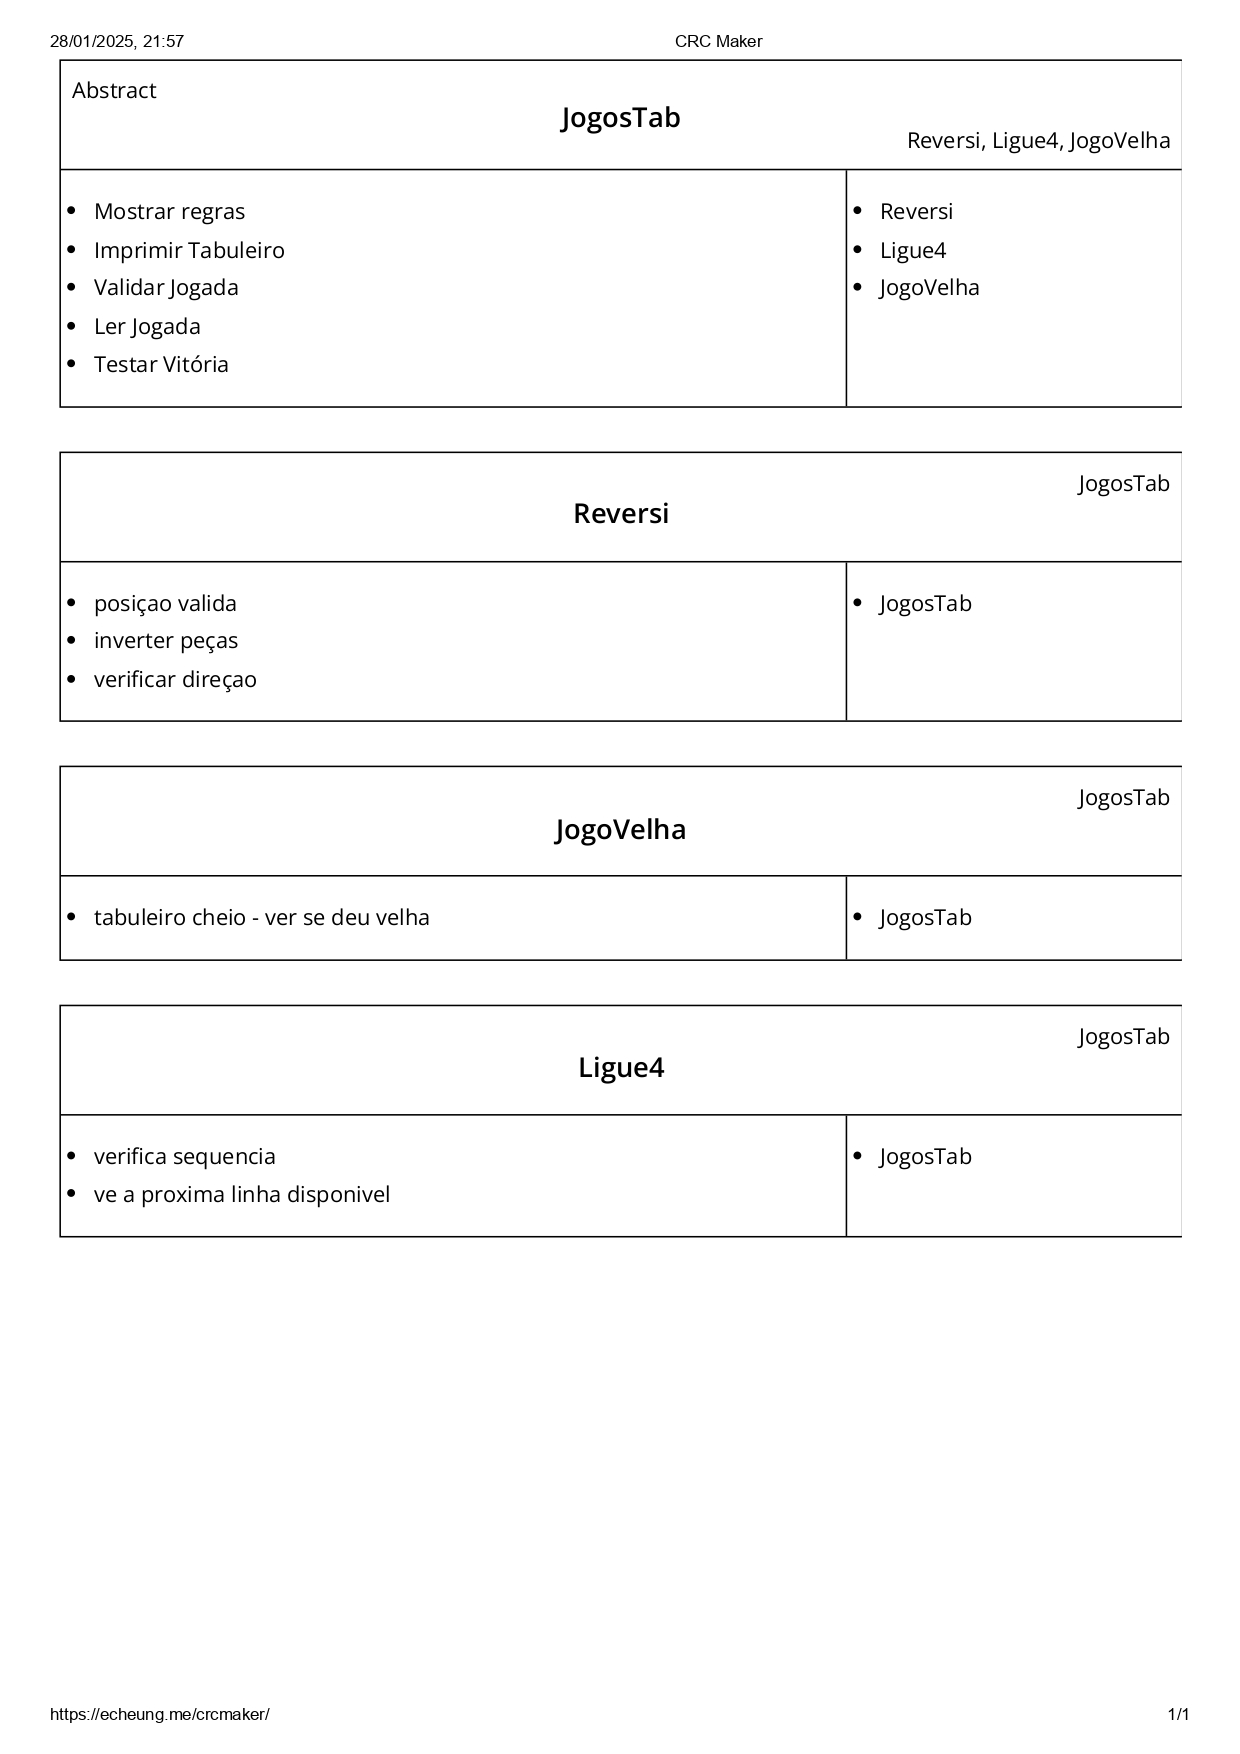 28/01/2025, 21:57 CRC Maker
Abstract
JogosTab
Reversi, Ligue4, JogoVelha
• Mostrar regras
• Imprimir Tabuleiro
• Validar Jogada
• Ler Jogada
• Testar Vitória
• Reversi
• Ligue4
• JogoVelha
JogosTab
Reversi
• posiçao valida
• inverter peças
• verificar direçao
• JogosTab
JogosTab
JogoVelha
• tabuleiro cheio - ver se deu velha
• JogosTab
JogosTab
Ligue4
• verifica sequencia
• ve a proxima linha disponivel
• JogosTab
https://echeung.me/crcmaker/ 1/1